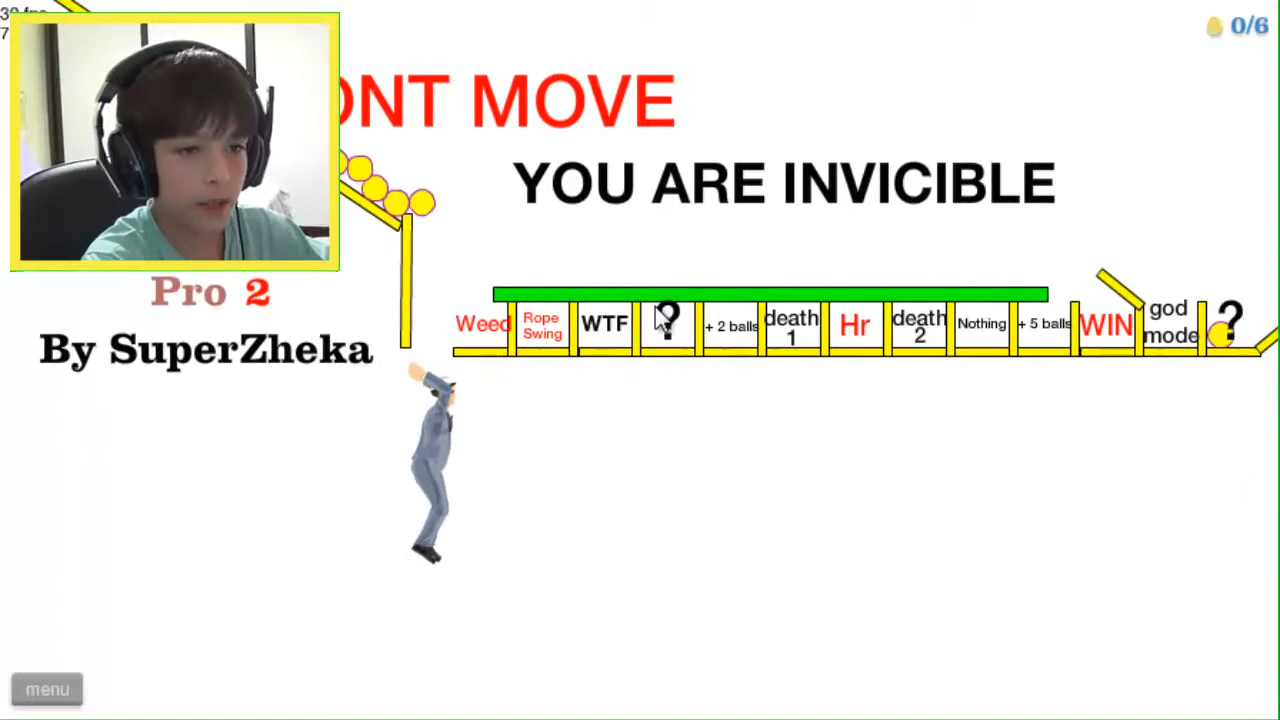 0/6
ONT MOVE
YOU ARE INVICIBLE
Pro 2
By SuperZheka
Weed
Rope
Swing
WTF
?
+ 2 balls
death
1
Hr
death
2
Nothing
+ 5 balls
WIN
god
mode
?
menu